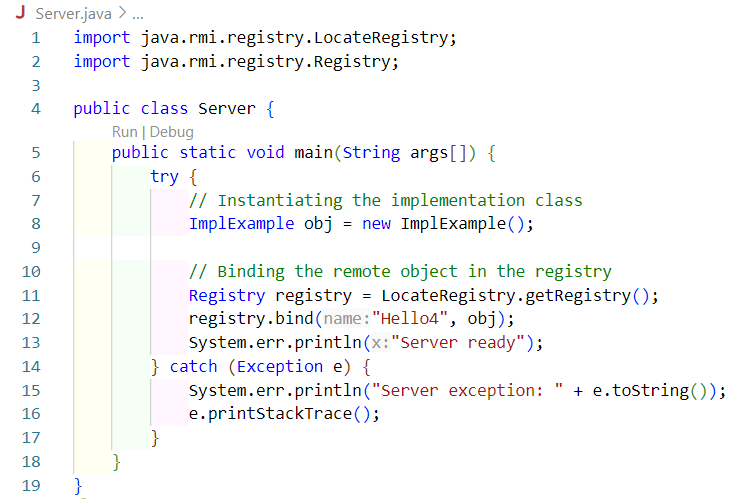 J Server.java > ...
1 import java.rmi.registry.LocateRegistry;
2 import java.rmi.registry.Registry;
3
4 public class Server {
Run | Debug
5 public static void main(String args[]) {
6 try {
7 // Instantiating the implementation class
8 ImplExample obj = new ImplExample();
9
10 // Binding the remote object in the registry
11 Registry registry = LocateRegistry.getRegistry();
12 registry.bind(name:"Hello4", obj);
13 System.err.println(x:"Server ready");
14 } catch (Exception e) {
15 System.err.println("Server exception: " + e.toString());
16 e.printStackTrace();
17 }
18 }
19 }